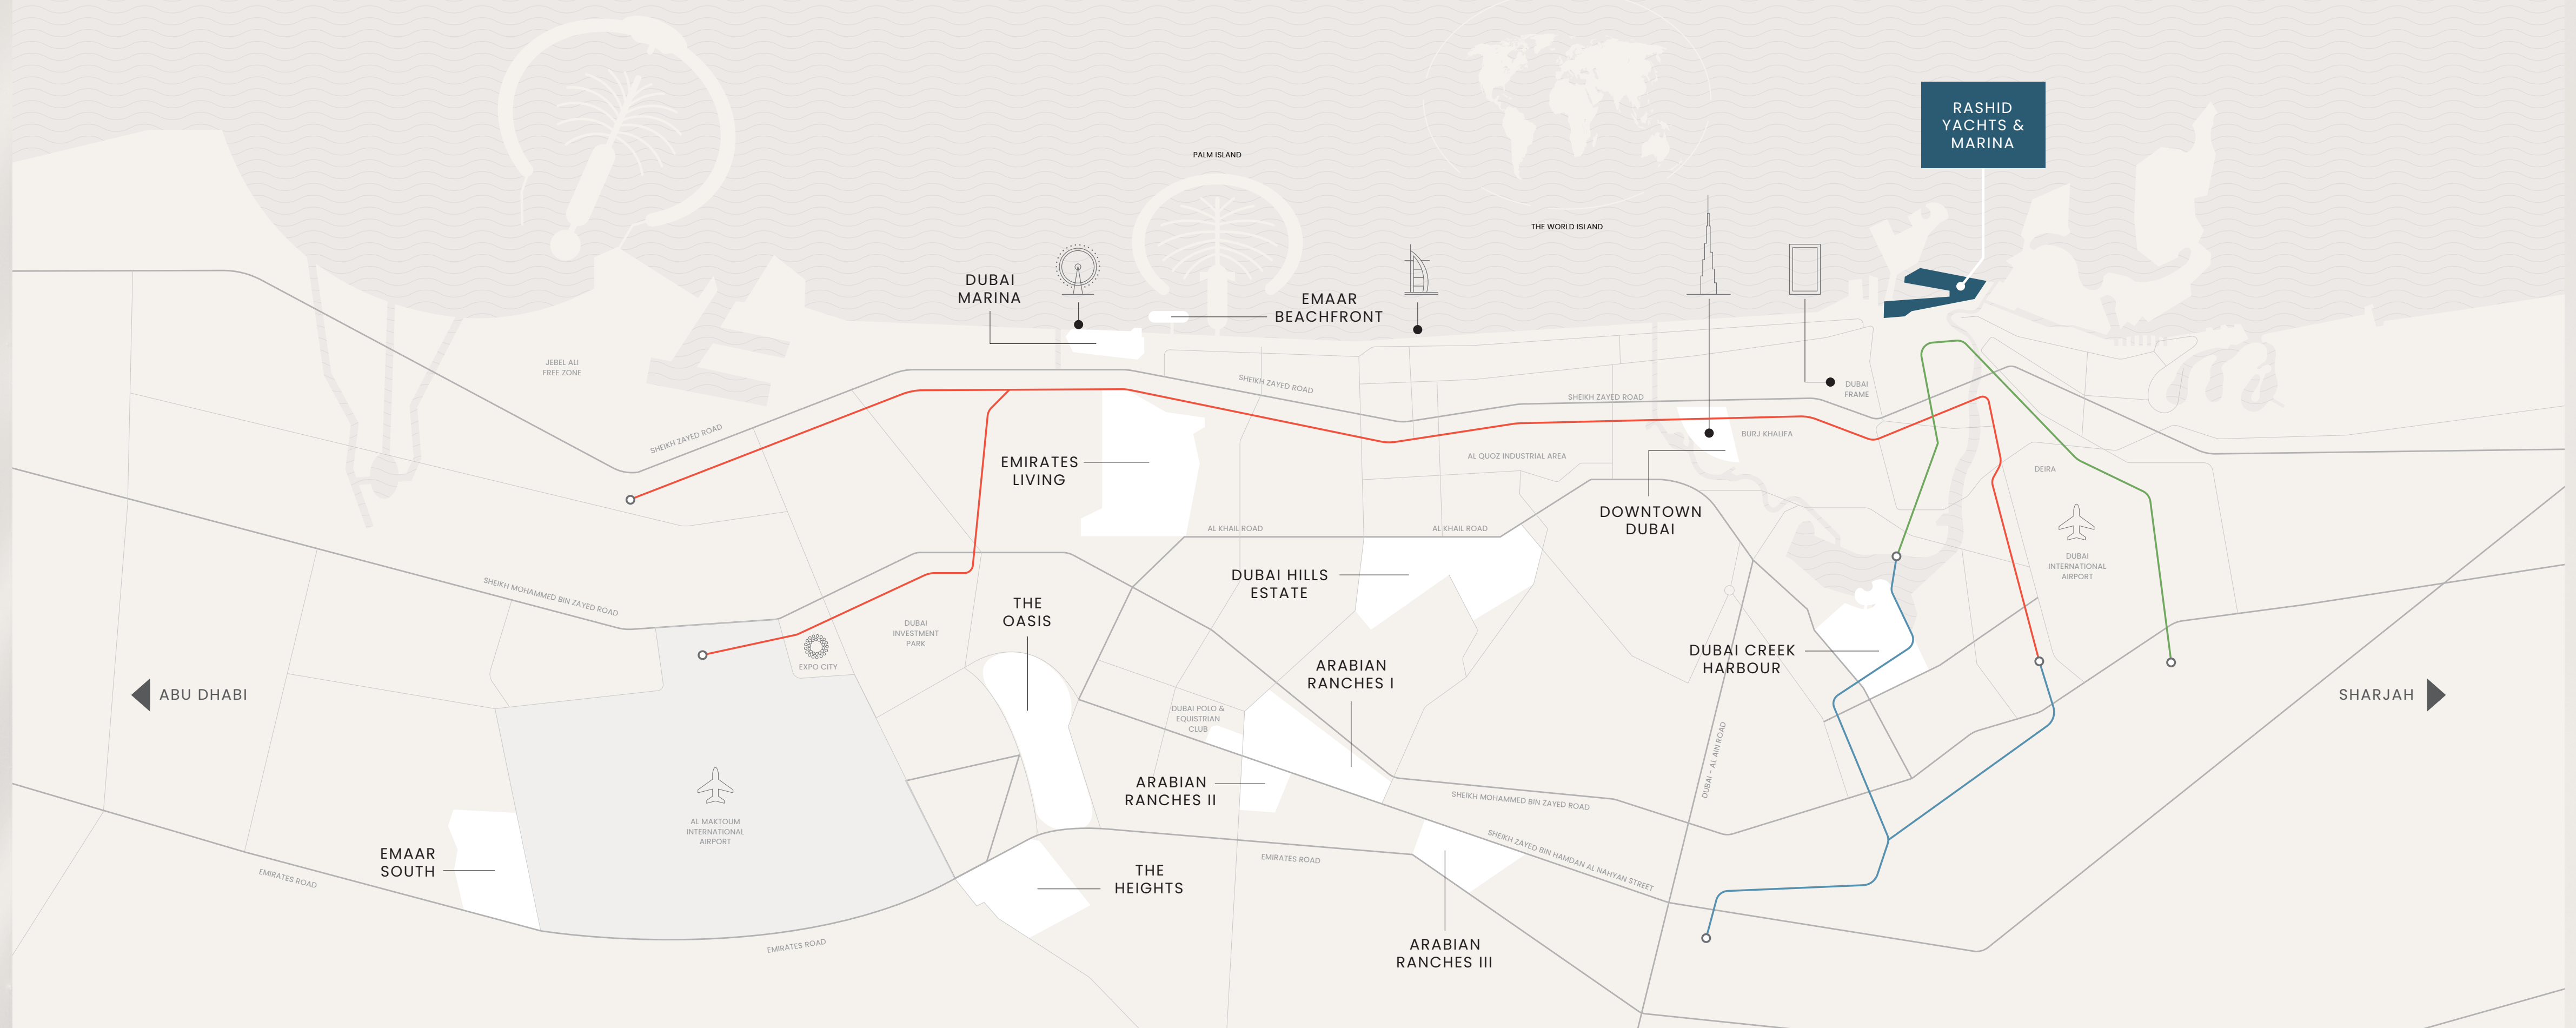 RASHID
YACHTS &
MARINA
PALM ISLAND
THE WORLD ISLAND
DUBAI
MARINA
EMAAR
BEACHFRONT
JEBEL ALI
FREE ZONE
SHEIKH ZAYED ROAD
SHEIKH ZAYED ROAD
SHEIKH ZAYED ROAD
DUBAI
FRAME
BURJ KHALIFA
EMIRATES
LIVING
AL QUOZ INDUSTRIAL AREA
DEIRA
DOWNTOWN
DUBAI
AL KHAIL ROAD
AL KHAIL ROAD
DUBAI
INTERNATIONAL
AIRPORT
SHEIKH MOHAMMED BIN ZAYED ROAD
DUBAI HILLS
ESTATE
THE
OASIS
DUBAI
INVESTMENT
PARK
EXPO CITY
DUBAI CREEK
HARBOUR
ARABIAN
RANCHES I
ABU DHABI
SHARJAH
DUBAI POLO &
EQUESTRIAN
CLUB
DUBAI - AL AIN ROAD
ARABIAN
RANCHES II
SHEIKH MOHAMMED BIN ZAYED ROAD
AL MAKTOUM
INTERNATIONAL
AIRPORT
SHEIKH ZAYED BIN HAMDAN AL NAHYAN STREET
EMAAR
SOUTH
EMIRATES ROAD
EMIRATES ROAD
THE
HEIGHTS
EMIRATES ROAD
ARABIAN
RANCHES III